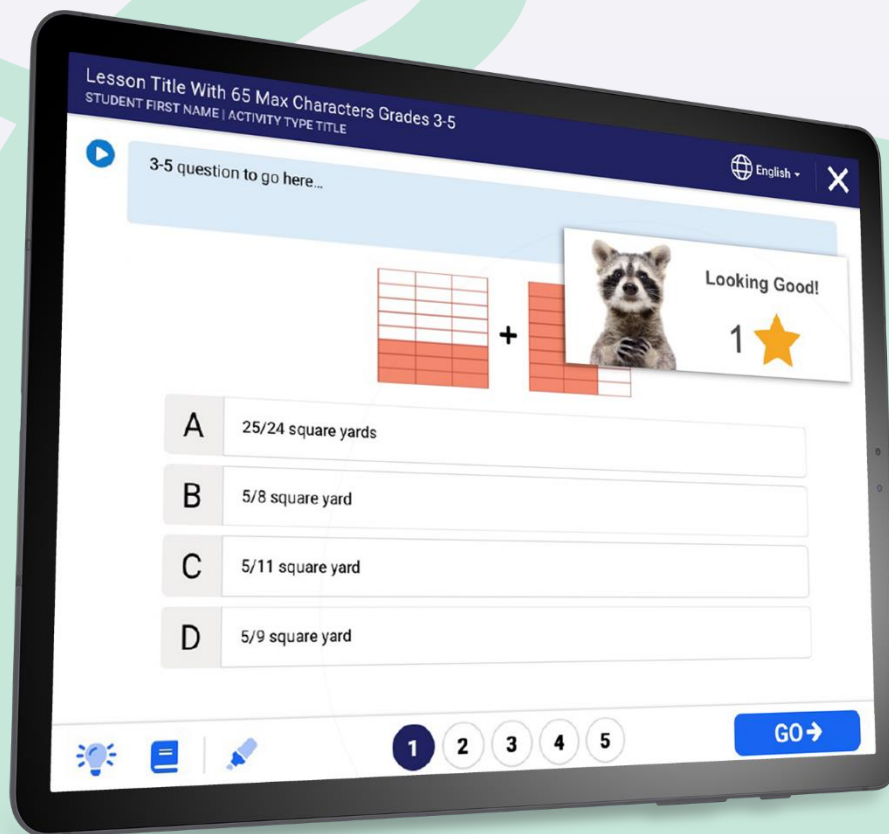 Lesson Title With 65 Max Characters Grades 3-5
STUDENT FIRST NAME | ACTIVITY TYPE TITLE
English
3-5 question to go here...
Looking Good!
1
+
A
25/24 square yards
B
5/8 square yard
C
5/11 square yard
D
5/9 square yard
1
2
3
4
5
GO